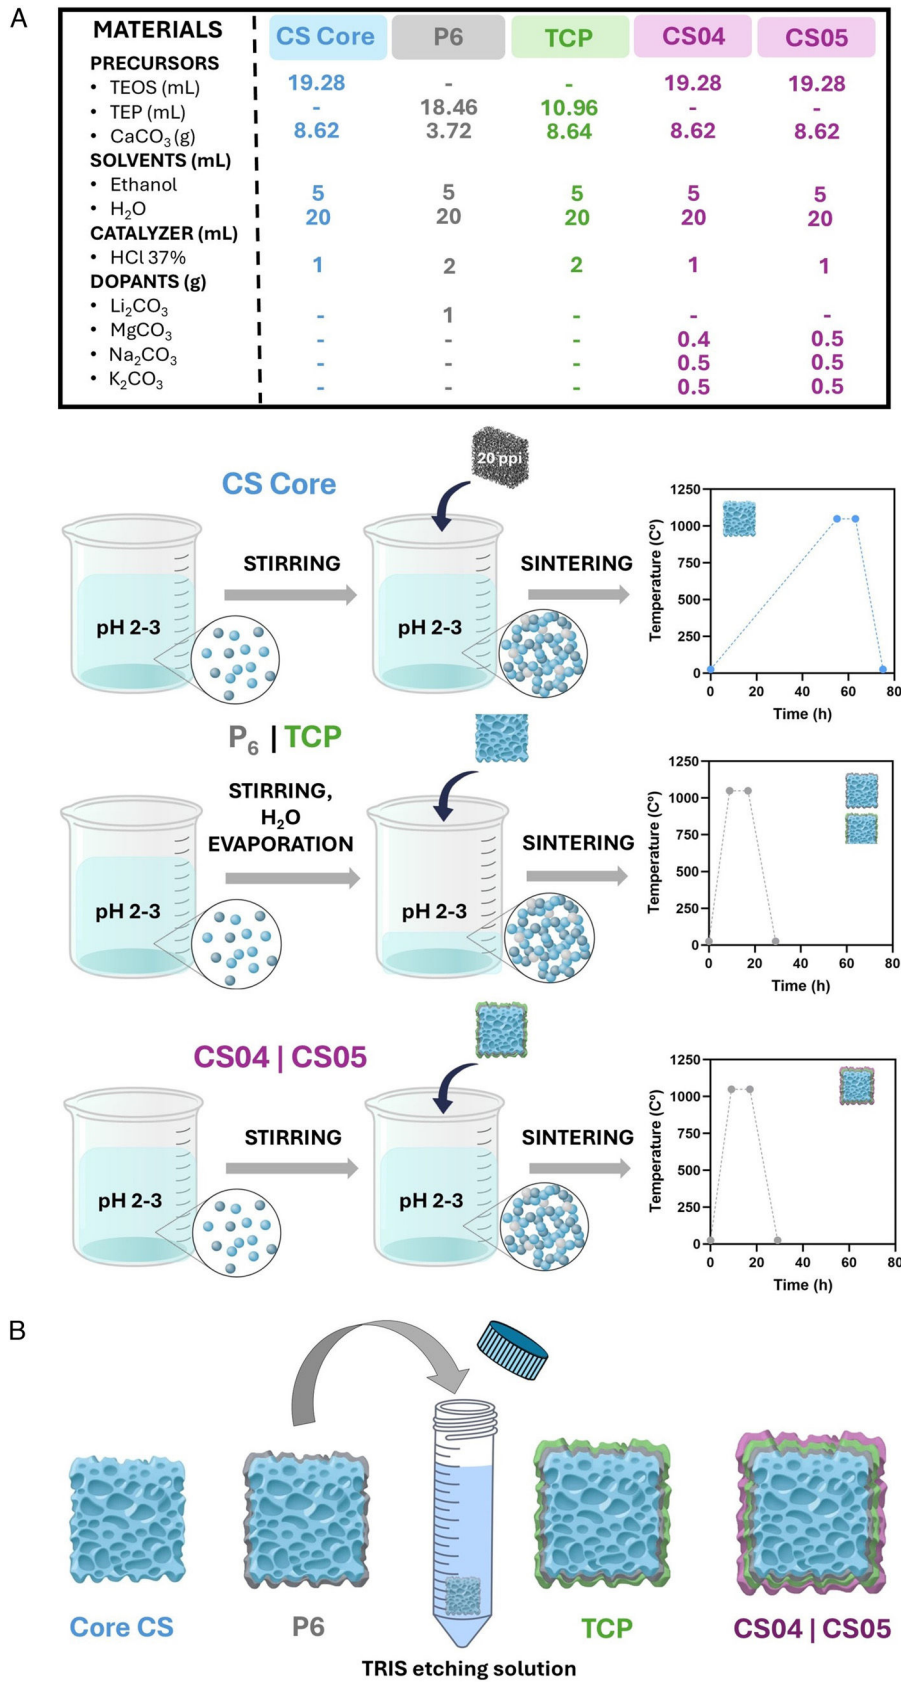 A
MATERIALS CS Core P6 TCP CS04 CS05
PRECURSORS
• TEOS (mL) 19.28 - - 19.28 19.28
• TEP (mL) - 18.46 10.96 - -
• CaCO₃ (g) 8.62 3.72 8.64 8.62 8.62
SOLVENTS (mL)
• Ethanol 5 5 5 5 5
• H₂O 20 20 20 20 20
CATALYZER (mL)
• HCl 37% 1 2 2 1 1
DOPANTS (g)
• Li₂CO₃ - 1 - - -
• MgCO₃ - - - 0.4 0.5
• Na₂CO₃ - - - 0.5 0.5
• K₂CO₃ - - - 0.5 0.5
CS Core
20 ppi
pH 2-3
STIRRING
pH 2-3
SINTERING
Temperature (Cº)
1250
1000
750
500
250
0
0 20 40 60 80
Time (h)
P₆ | TCP
pH 2-3
STIRRING,
H₂O
EVAPORATION
pH 2-3
SINTERING
Temperature (Cº)
1250
1000
750
500
250
0
0 20 40 60 80
Time (h)
CS04 | CS05
pH 2-3
STIRRING
pH 2-3
SINTERING
Temperature (Cº)
1250
1000
750
500
250
0
0 20 40 60 80
Time (h)
B
Core CS P6 TCP CS04 | CS05
TRIS etching solution